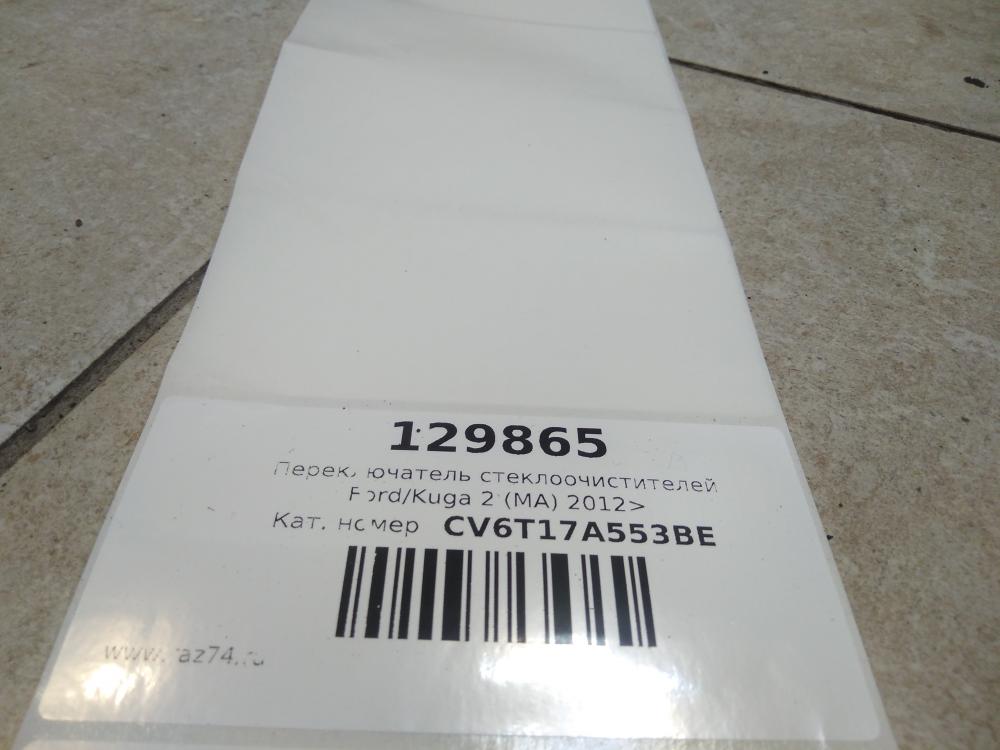 129865
Переключатель стеклоочистителей
Ford/Kuga 2 (MA) 2012>
Кат. номер CV6T17A553BE